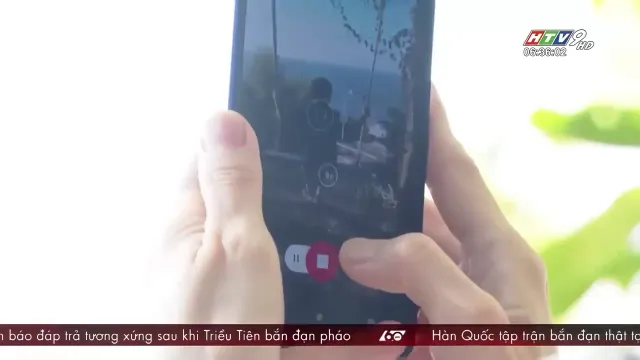 HTV9 HD
06:36:02
báo đáp trả tương xứng sau khi Triều Tiên bắn đạn pháo
60 Hàn Quốc tập trận bắn đạn thật